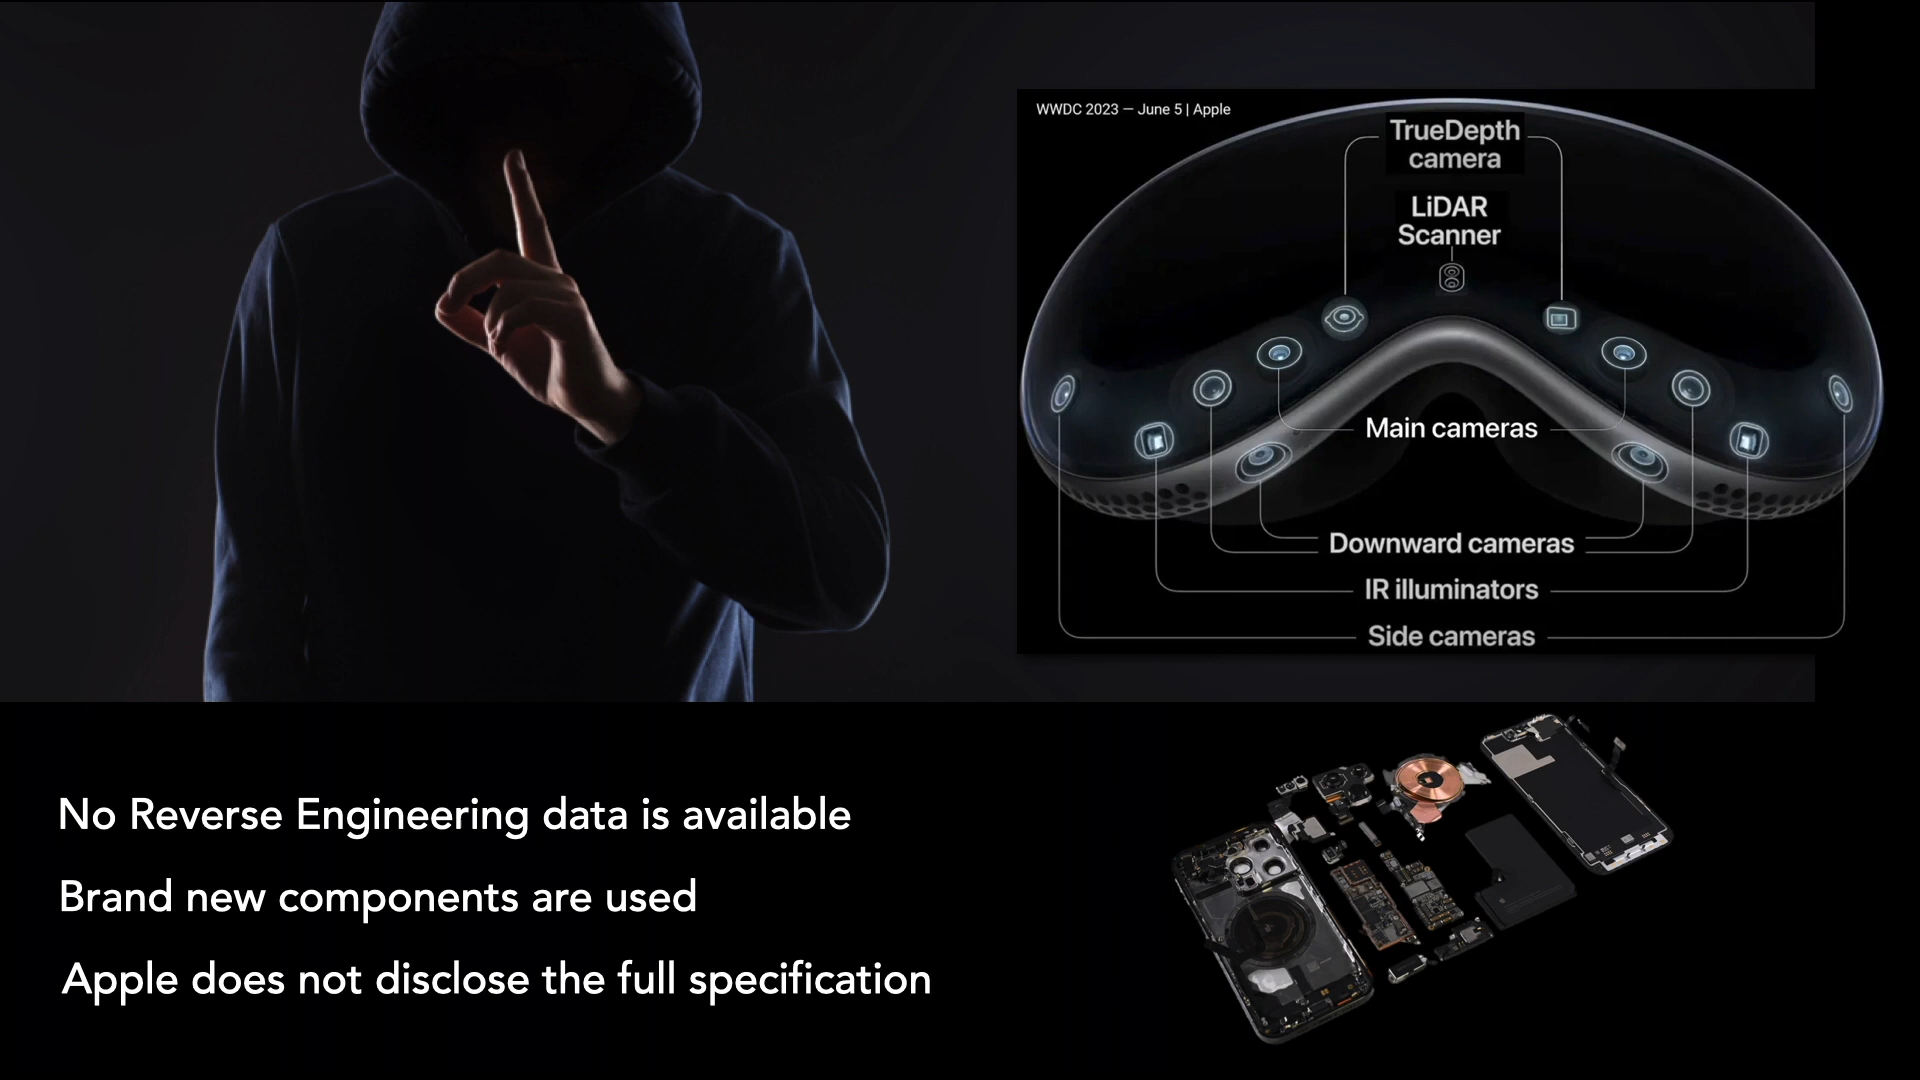 WWDC 2023 — June 5 | Apple
TrueDepth
camera
LiDAR
Scanner
Main cameras
Downward cameras
IR illuminators
Side cameras
No Reverse Engineering data is available
Brand new components are used
Apple does not disclose the full specification